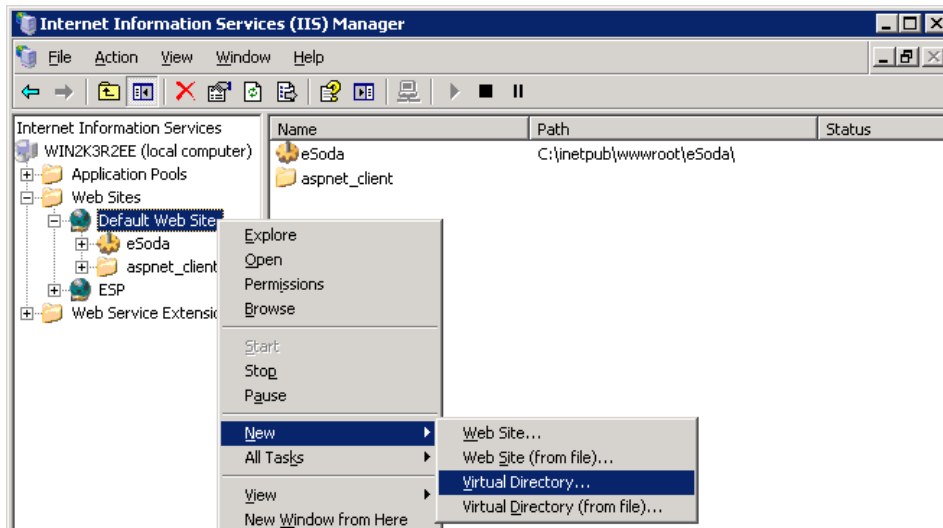 Internet Information Services (IIS) Manager
File Action View Window Help
Internet Information Services
WIN2K3R2EE (local computer)
Application Pools
Web Sites
Default Web Site
eSoda
aspnet_client
ESP
Web Service Extensio
Name Path Status
eSoda C:\inetpub\wwwroot\eSoda\
aspnet_client
Explore
Open
Permissions
Browse
Start
Stop
Pause
New
All Tasks
View
New Window from Here
Web Site...
Web Site (from file)...
Virtual Directory...
Virtual Directory (from file)...